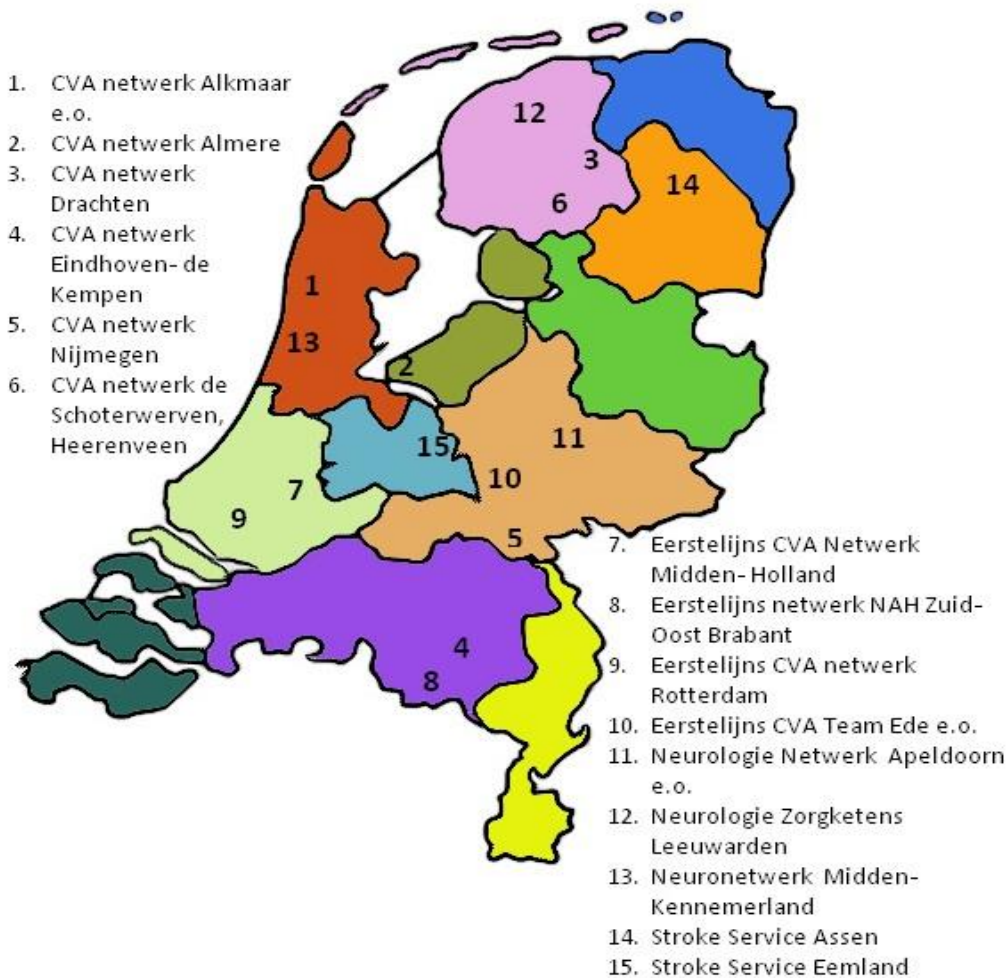 1. CVA netwerk Alkmaar
e.o.
2. CVA netwerk Almere
3. CVA netwerk
Drachten
4. CVA netwerk
Eindhoven- de
Kempen
5. CVA netwerk
Nijmegen
6. CVA netwerk de
Schoterwerven,
Heerenveen
12
3
6
14
1
13
2
15
11
10
7
9
5
4
8
7. Eerstelijns CVA Netwerk
Midden- Holland
8. Eerstelijns netwerk NAH Zuid-
Oost Brabant
9. Eerstelijns CVA netwerk
Rotterdam
10. Eerstelijns CVA Team Ede e.o.
11. Neurologie Netwerk Apeldoorn
e.o.
12. Neurologie Zorgketens
Leeuwarden
13. Neuronetwerk Midden-
Kennemerland
14. Stroke Service Assen
15. Stroke Service Eemland